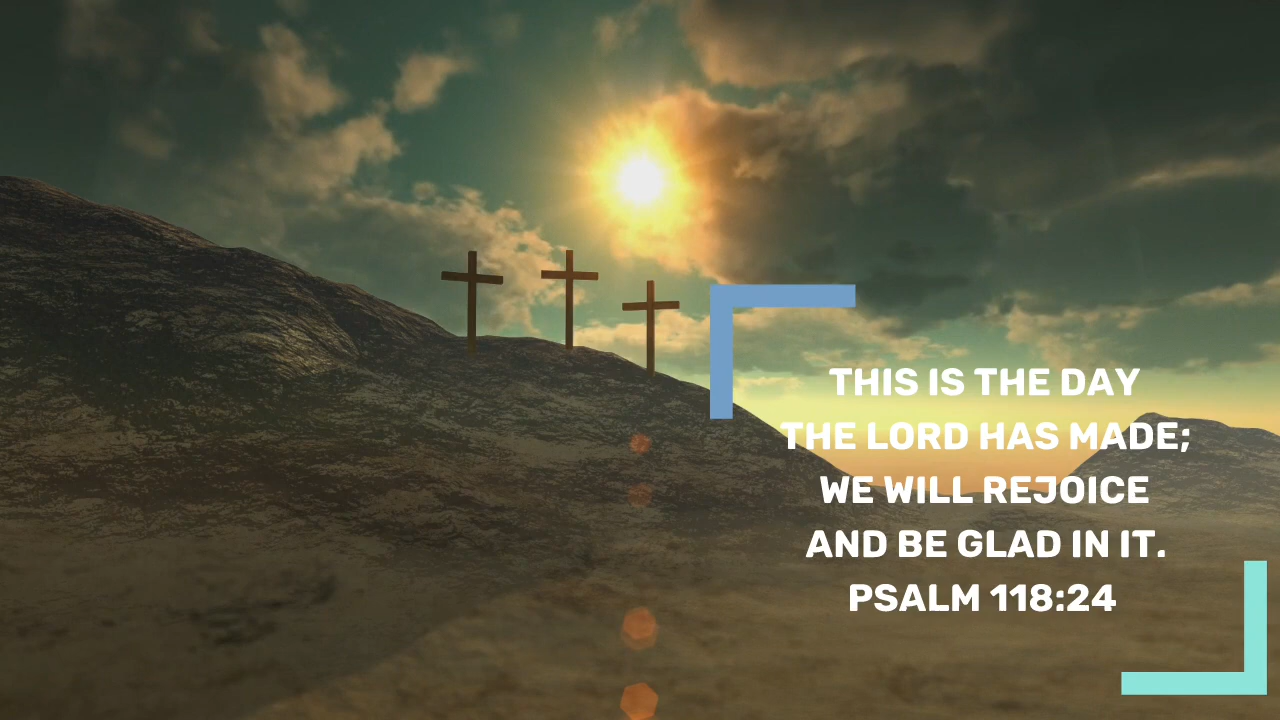 THIS IS THE DAY
THE LORD HAS MADE;
WE WILL REJOICE
AND BE GLAD IN IT.
PSALM 118:24